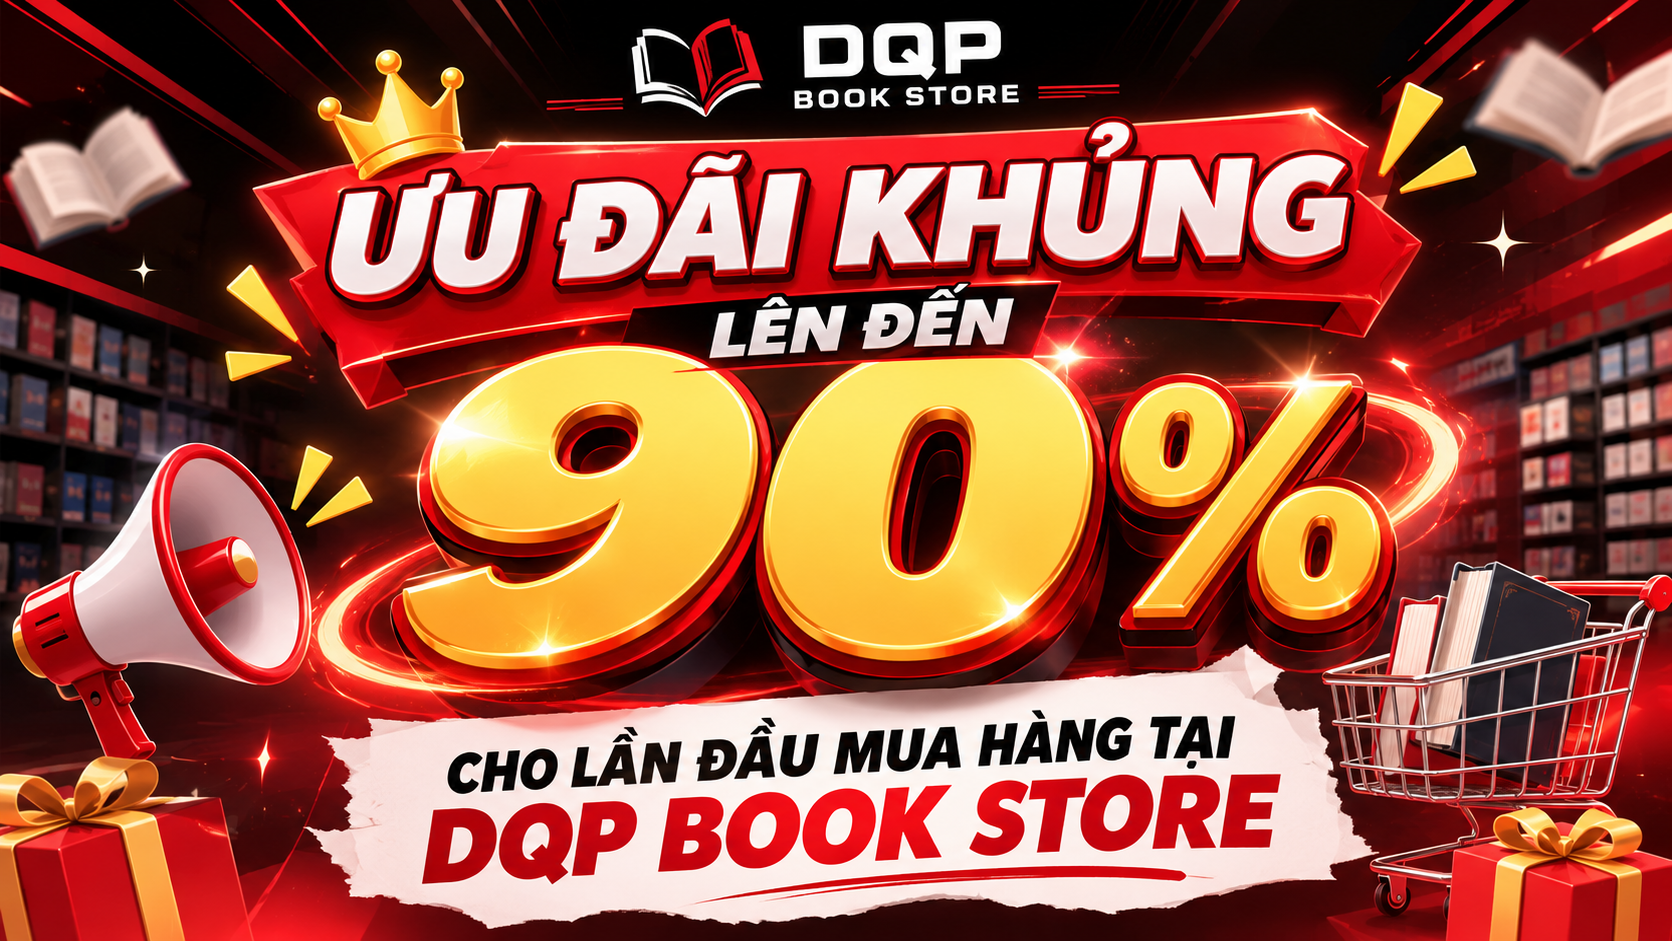 DQP
BOOK STORE
ƯU ĐÃI KHỦNG
LÊN ĐẾN
90%
CHO LẦN ĐẦU MUA HÀNG TẠI
DQP BOOK STORE